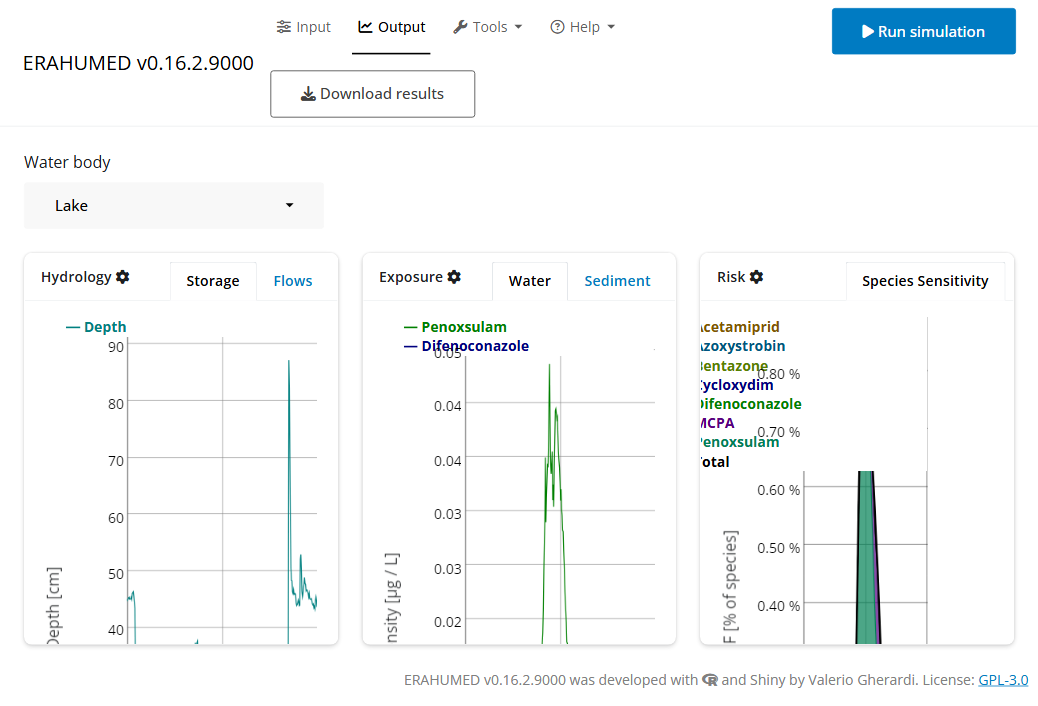 ERAHUMED v0.16.2.9000
Input
Output
Tools
Help
Run simulation
Download results
Water body
Lake
Hydrology
Storage
Flows
Depth
90
80
70
60
50
40
Depth [cm]
Exposure
Water
Sediment
Penoxsulam
Difenoconazole
0.05
0.04
0.04
0.03
0.03
0.02
nsity [µg / L]
Risk
Species Sensitivity
Acetamiprid
Azoxystrobin
Bentazone
Cycloxydim
Difenoconazole
MCPA
Penoxsulam
Total
0.80 %
0.70 %
0.60 %
0.50 %
0.40 %
F [% of species]
ERAHUMED v0.16.2.9000 was developed with R and Shiny by Valerio Gherardi. License: GPL-3.0